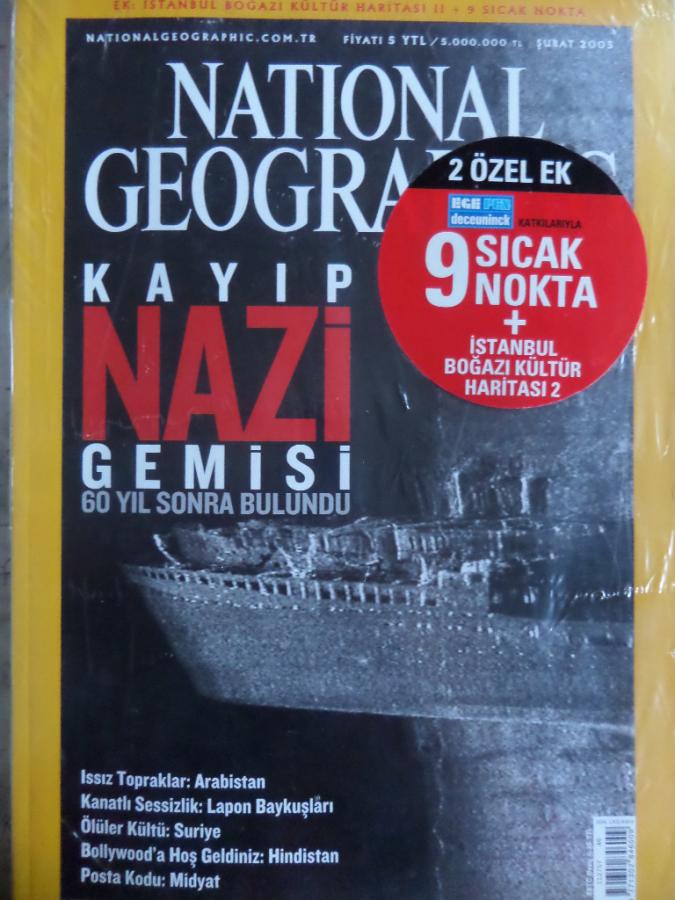 EK: İSTANBUL BOĞAZI KÜLTÜR HARİTASI II + 9 SICAK NOKTA
NATIONALGEOGRAPHIC.COM.TR FİYATI 5 YTL/5.000.000 TL ŞUBAT 2005
NATIONAL
GEOGRA
2 ÖZEL EK
EGE PEN
deceuninck KATKILARIYLA
9 SICAK
NOKTA
+
İSTANBUL
BOĞAZI KÜLTÜR
HARİTASI 2
KAYIP
NAZİ
GEMİSİ
60 YIL SONRA BULUNDU
Issız Topraklar: Arabistan
Kanatlı Sessizlik: Lapon Baykuşları
Ölüler Kültü: Suriye
Bollywood'a Hoş Geldiniz: Hindistan
Posta Kodu: Midyat